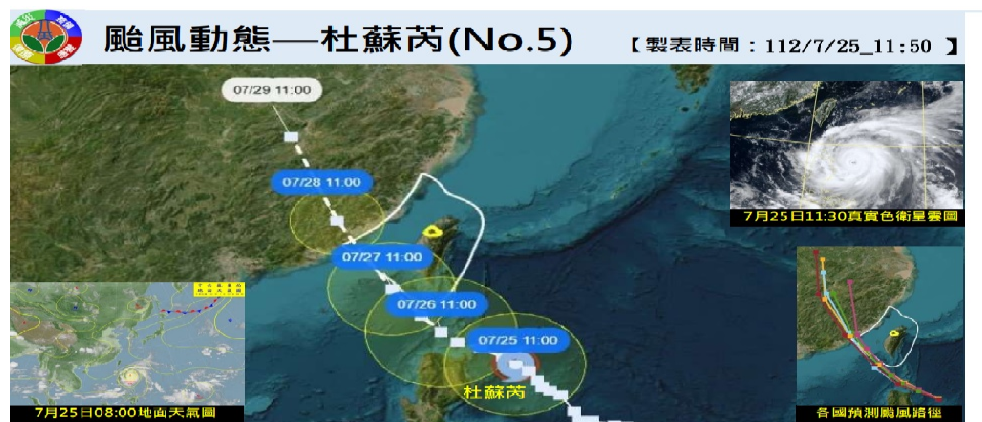 颱風動態—杜蘇芮(No.5)
【製表時間：112/7/25_11:50 】
07/29 11:00
07/28 11:00
07/27 11:00
07/26 11:00
07/25 11:00
杜蘇芮
7月25日11:30真實色衛星雲圖
7月25日08:00地面天氣圖
各國預測颱風路徑